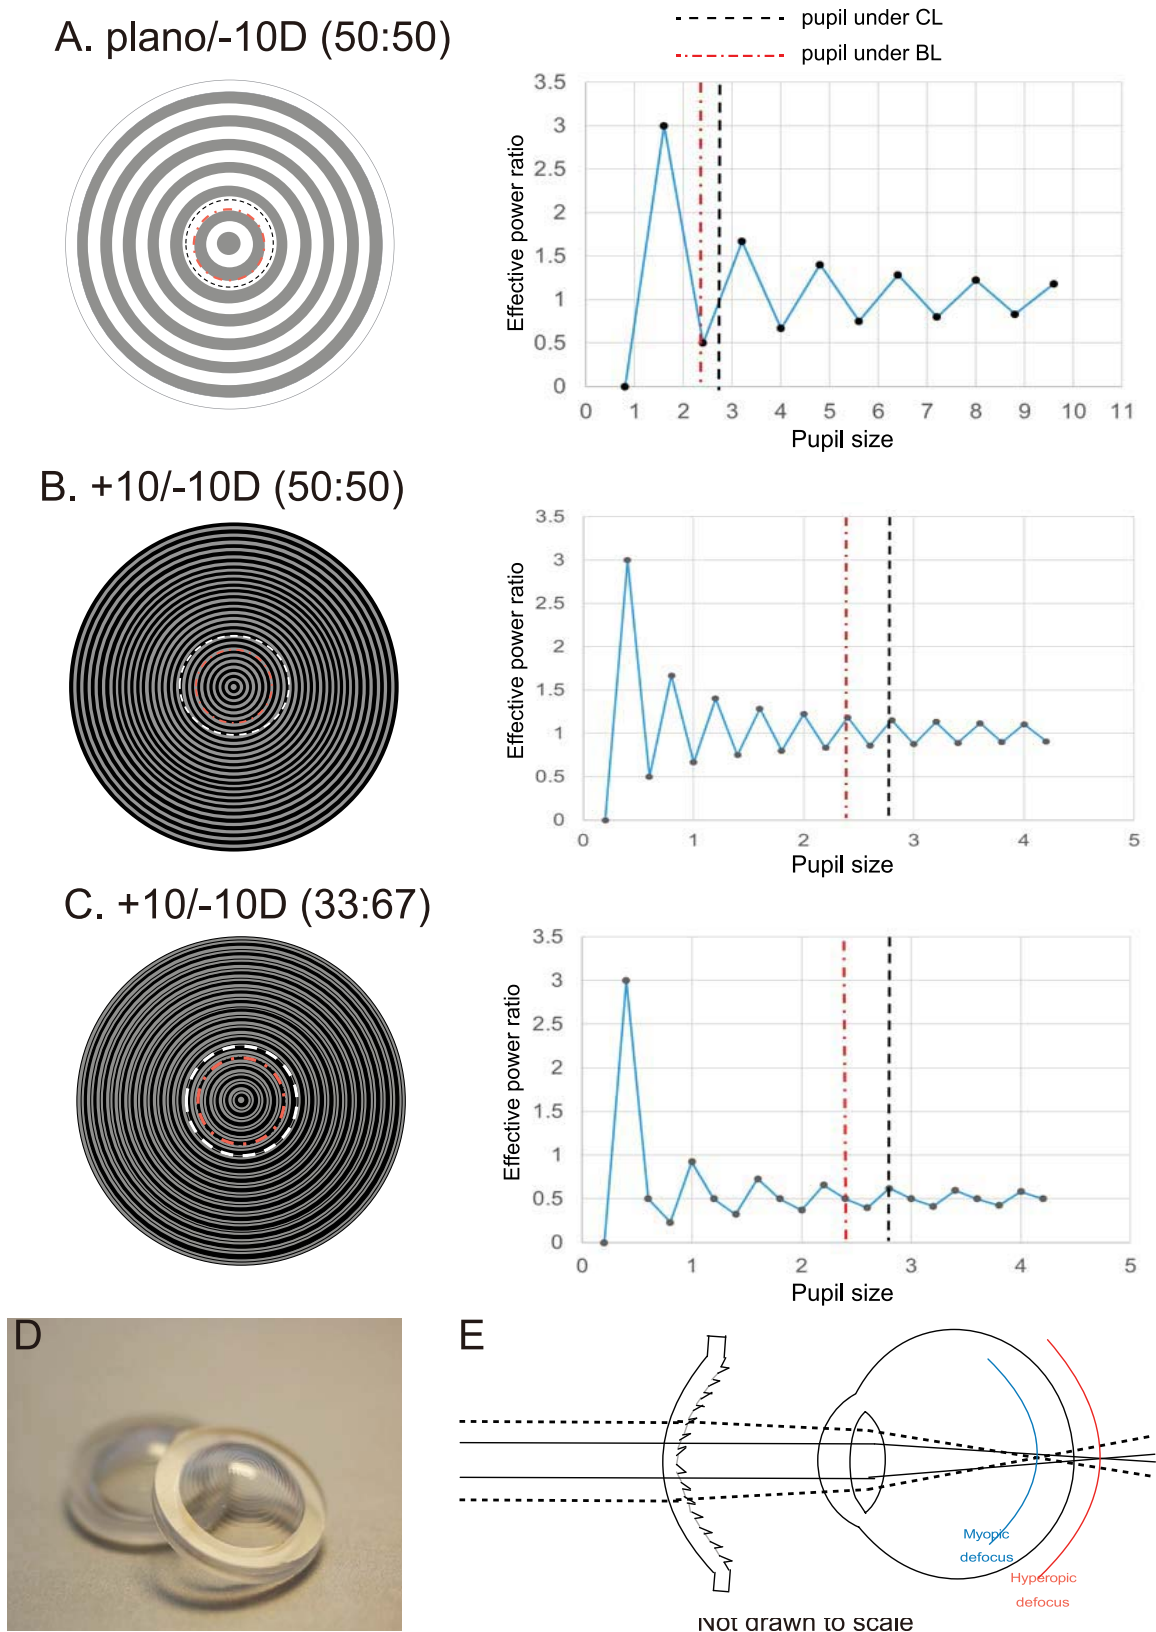 A. plano/-10D (50:50)
pupil under CL
pupil under BL
3.5
3
2.5
2
1.5
1
0.5
0
Effective power ratio
0 1 2 3 4 5 6 7 8 9 10 11
Pupil size
B. +10/-10D (50:50)
3.5
3
2.5
2
1.5
1
0.5
0
Effective power ratio
0 1 2 3 4 5
Pupil size
C. +10/-10D (33:67)
3.5
3
2.5
2
1.5
1
0.5
0
Effective power ratio
0 1 2 3 4 5
Pupil size
D
E
Myopic
defocus
Hyperopic
defocus
Not drawn to scale